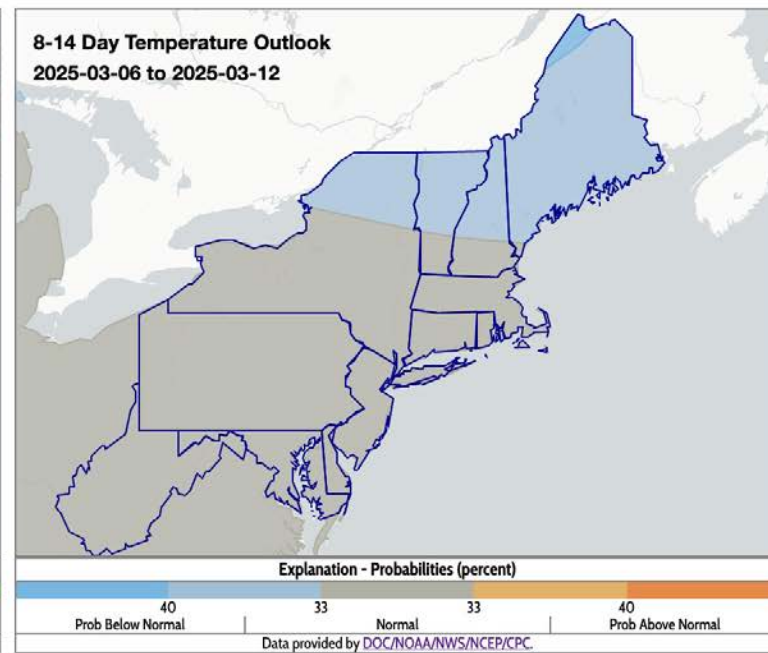 8-14 Day Temperature Outlook
2025-03-06 to 2025-03-12
Explanation - Probabilities (percent)
40 33 33 40
Prob Below Normal Normal Prob Above Normal
Data provided by DOC/NOAA/NWS/NCEP/CPC.